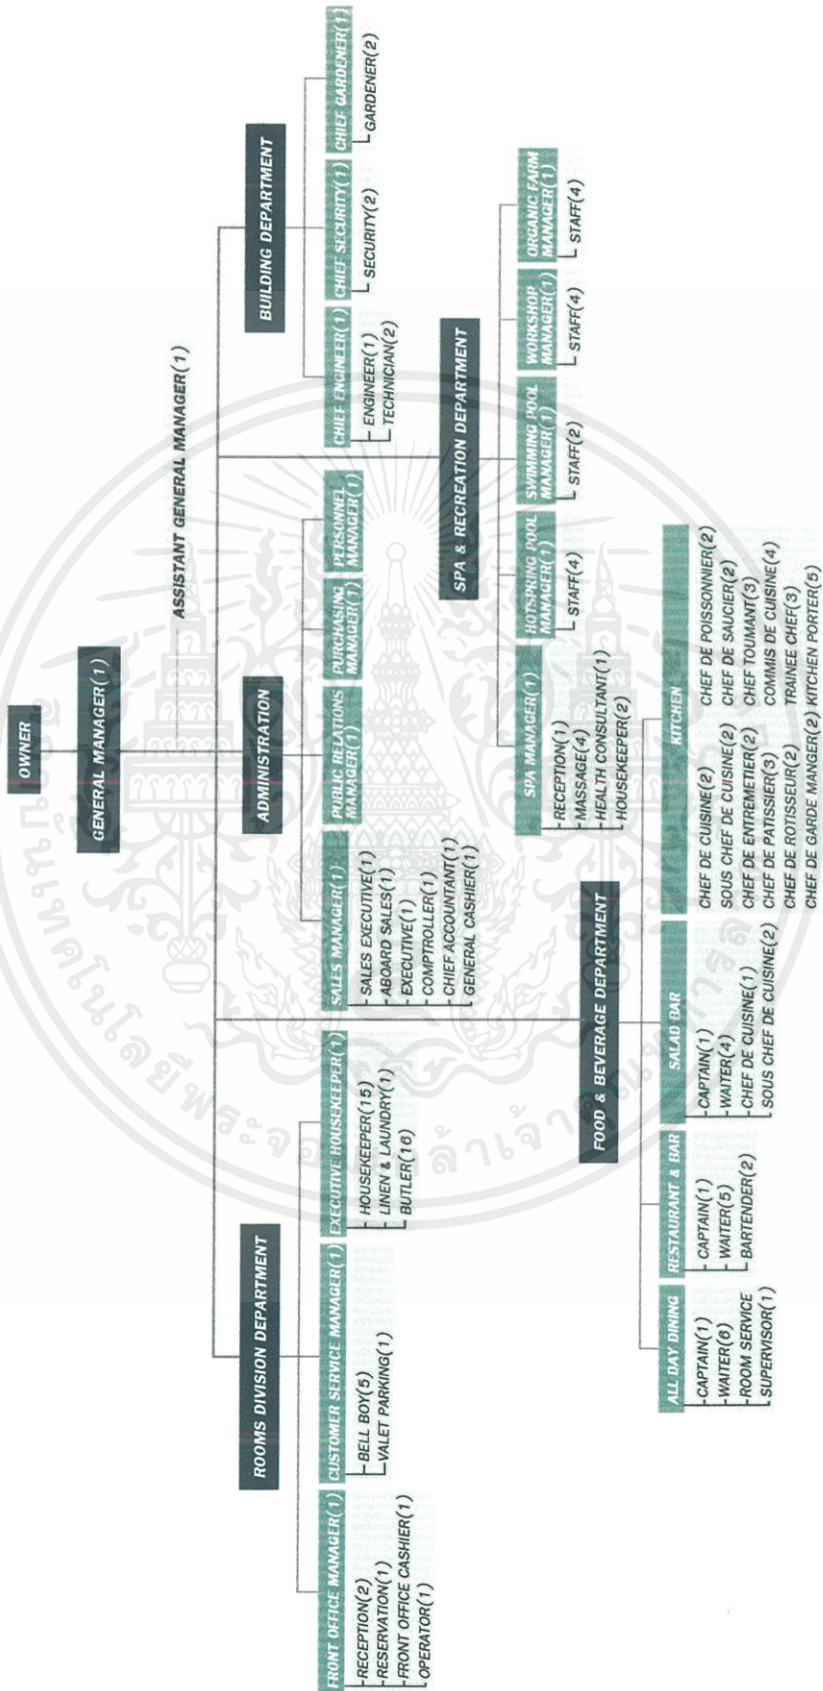 OWNER
GENERAL MANAGER(1)
ASSISTANT GENERAL MANAGER(1)
ROOMS DIVISION DEPARTMENT
FRONT OFFICE MANAGER(1)
RECEPTION(2)
RESERVATION(1)
FRONT OFFICE CASHIER(1)
OPERATOR(1)
CUSTOMER SERVICE MANAGER(1)
BELL BOY(5)
VALET PARKING(1)
EXECUTIVE HOUSEKEEPER(1)
HOUSEKEEPER(15)
LINEN & LAUNDRY(1)
BUTLER(16)
ADMINISTRATION
SALES MANAGER(1)
SALES EXECUTIVE(1)
ABOARD SALES(1)
EXECUTIVE(1)
COMPTROLLER(1)
CHIEF ACCOUNTANT(1)
GENERAL CASHIER(1)
PUBLIC RELATIONS
MANAGER(1)
PURCHASING
MANAGER(1)
PERSONNEL
MANAGER(1)
BUILDING DEPARTMENT
CHIEF ENGINEER(1)
ENGINEER(1)
TECHNICIAN(2)
CHIEF SECURITY(1)
SECURITY(2)
CHIEF GARDENER(1)
GARDENER(2)
FOOD & BEVERAGE DEPARTMENT
ALL DAY DINING
CAPTAIN(1)
WAITER(6)
ROOM SERVICE
SUPERVISOR(1)
RESTAURANT & BAR
CAPTAIN(1)
WAITER(5)
BARTENDER(2)
SALAD BAR
CAPTAIN(1)
WAITER(4)
CHEF DE CUISINE(1)
SOUS CHEF DE CUISINE(2)
KITCHEN
CHEF DE CUISINE(2)
SOUS CHEF DE CUISINE(2)
CHEF DE ENTREMETIER(2)
CHEF DE PATISSIER(3)
CHEF DE ROTISSEUR(2)
CHEF DE GARDE MANGER(2)
CHEF DE POISSONNIER(2)
CHEF DE SAUCIER(2)
CHEF TOUMANT(3)
COMMIS DE CUISINE(4)
TRAINEE CHEF(3)
KITCHEN PORTER(5)
SPA & RECREATION DEPARTMENT
SPA MANAGER(1)
RECEPTION(1)
MASSAGE(4)
HEALTH CONSULTANT(1)
HOUSEKEEPER(2)
HOTSPRING POOL
MANAGER(1)
STAFF(4)
SWIMMING POOL
MANAGER(1)
STAFF(2)
WORKSHOP
MANAGER(1)
STAFF(4)
ORGANIC FARM
MANAGER(1)
STAFF(4)